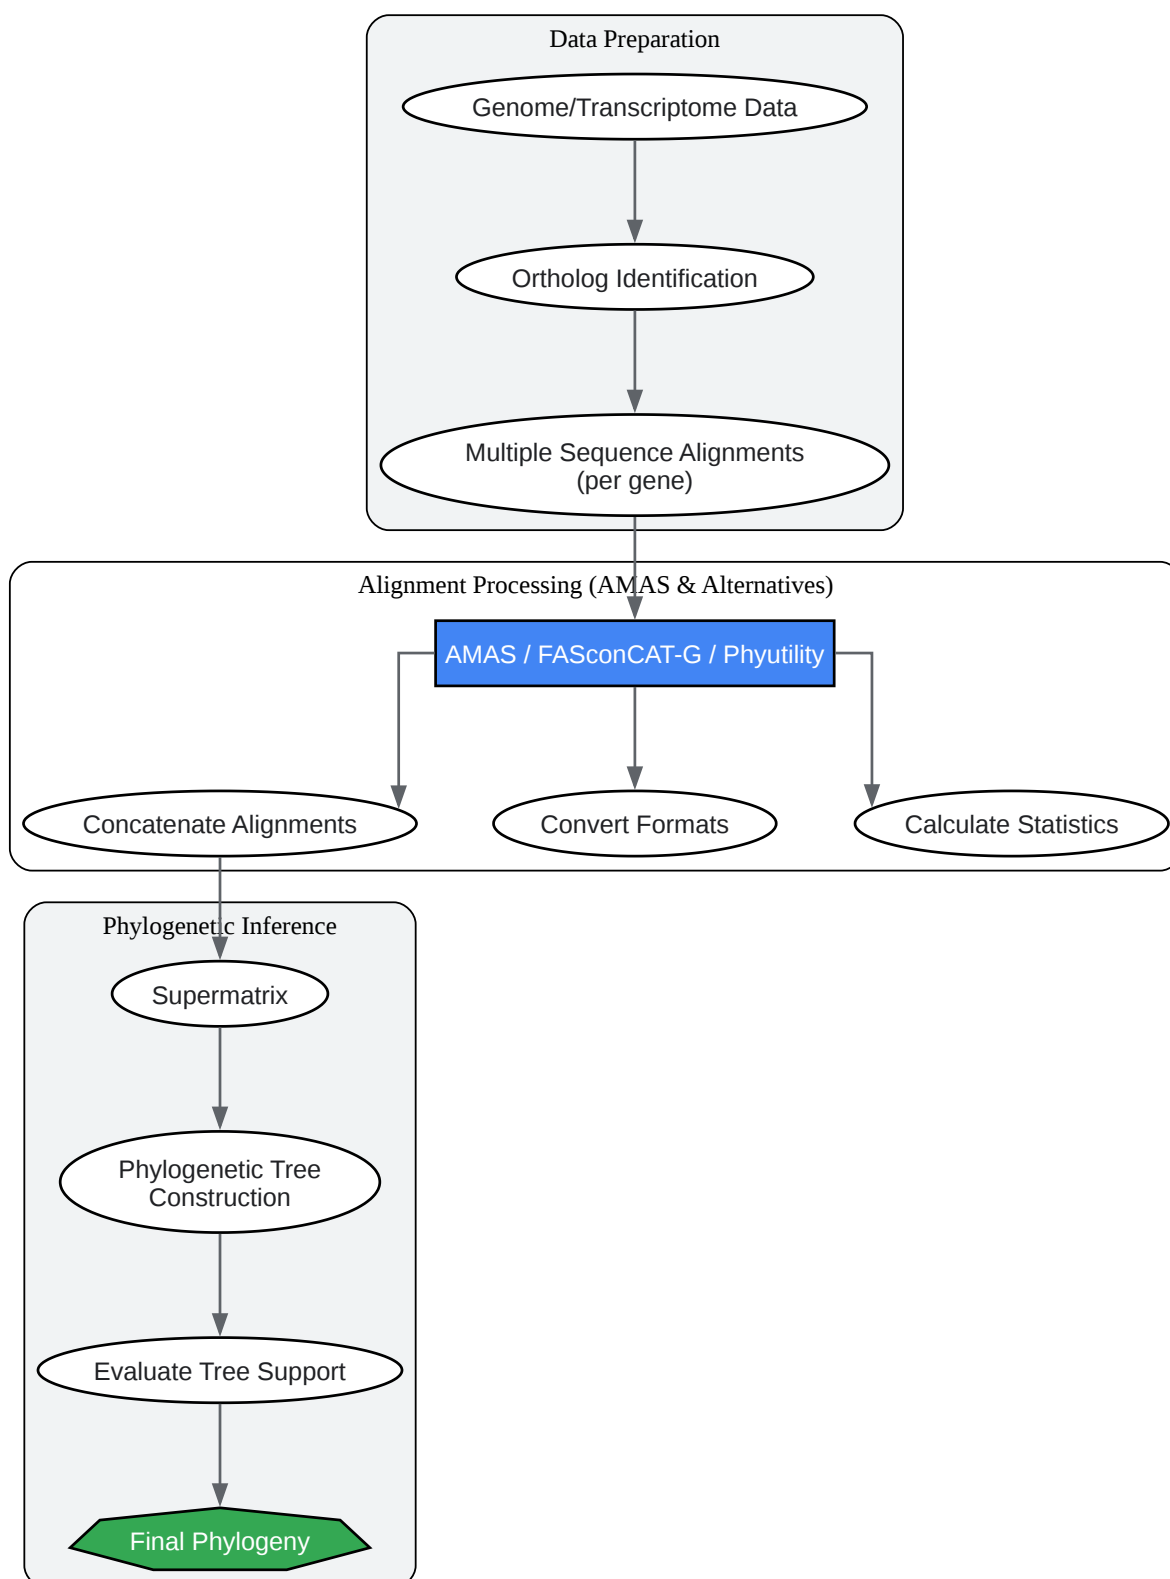 Data Preparation
Genome/Transcriptome Data
Ortholog Identification
Multiple Sequence Alignments
(per gene)
Alignment Processing (AMAS & Alternatives)
AMAS / FASconCAT-G / Phyutility
Concatenate Alignments
Convert Formats
Calculate Statistics
Phylogenetic Inference
Supermatrix
Phylogenetic Tree
Construction
Evaluate Tree Support
Final Phylogeny